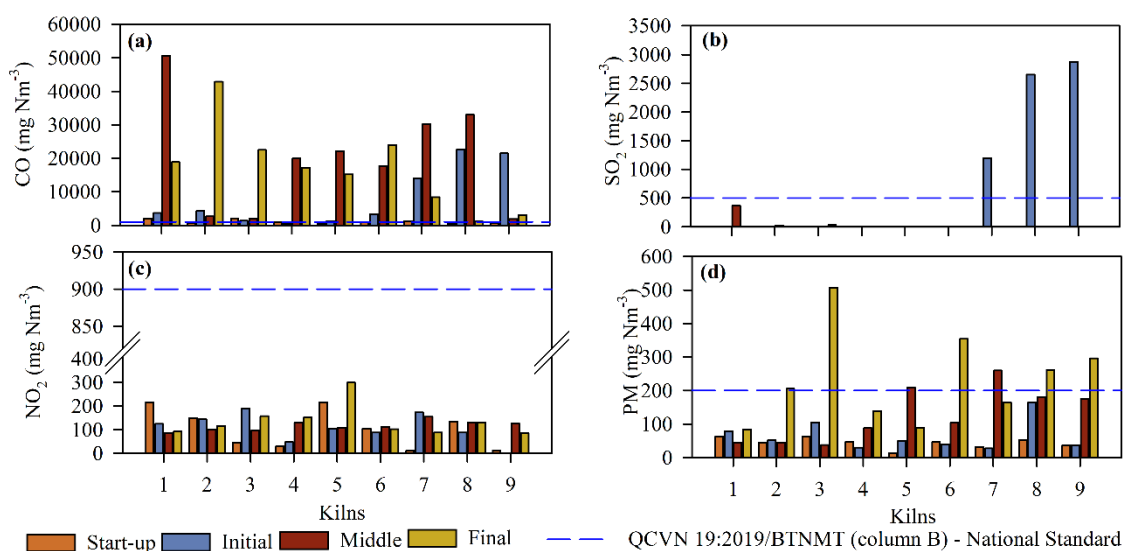 (a)
60000
50000
40000
30000
20000
10000
0
CO (mg Nm-3)
(b)
3500
3000
2500
2000
1500
1000
500
0
SO2 (mg Nm-3)
(c)
950
900
850
400
300
200
100
0
NO2 (mg Nm-3)
1 2 3 4 5 6 7 8 9
Kilns
(d)
600
500
400
300
200
100
0
PM (mg Nm-3)
1 2 3 4 5 6 7 8 9
Kilns
Start-up Initial Middle Final QCVN 19:2019/BTNMT (column B) - National Standard